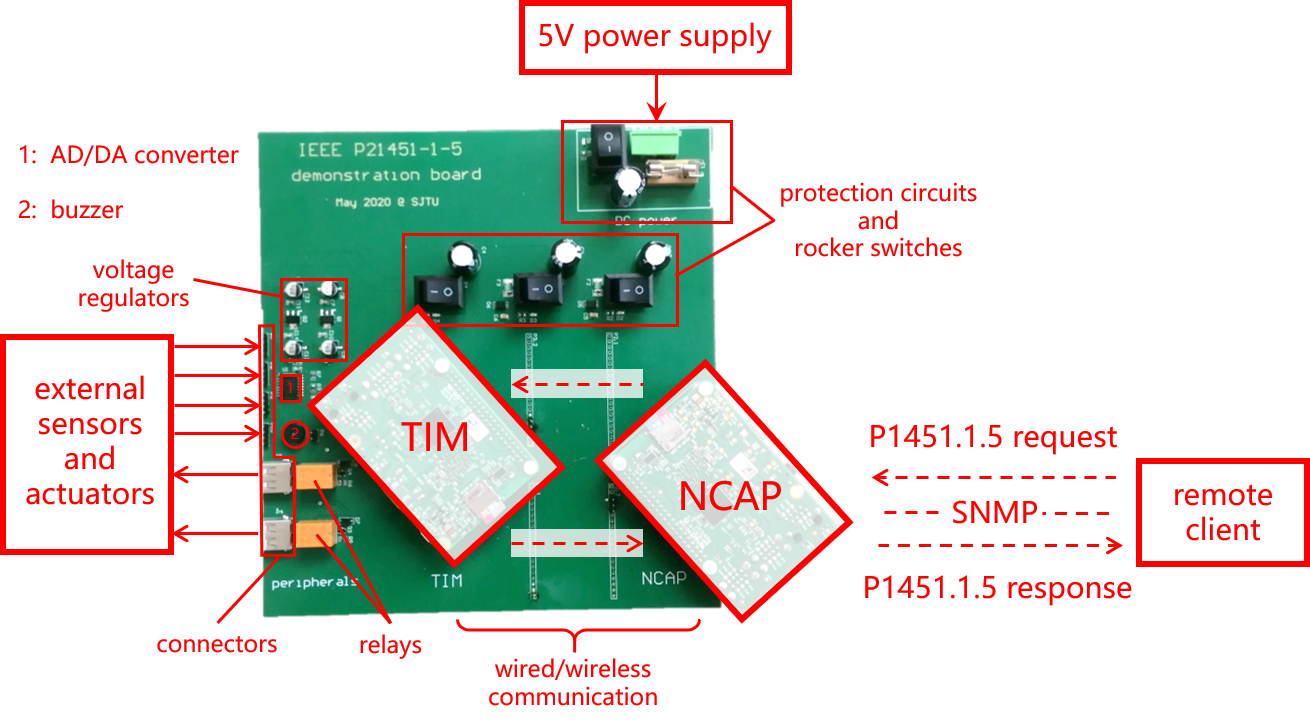 5V power supply
1: AD/DA converter
2: buzzer
IEEE P21451-1-5
demonstration board
May 2020 @ SJTU
DC power
protection circuits
and
rocker switches
voltage
regulators
external
sensors
and
actuators
1
2
TIM
NCAP
P1451.1.5 request
SNMP
P1451.1.5 response
remote
client
peripherals
TIM
NCAP
connectors
relays
wired/wireless
communication